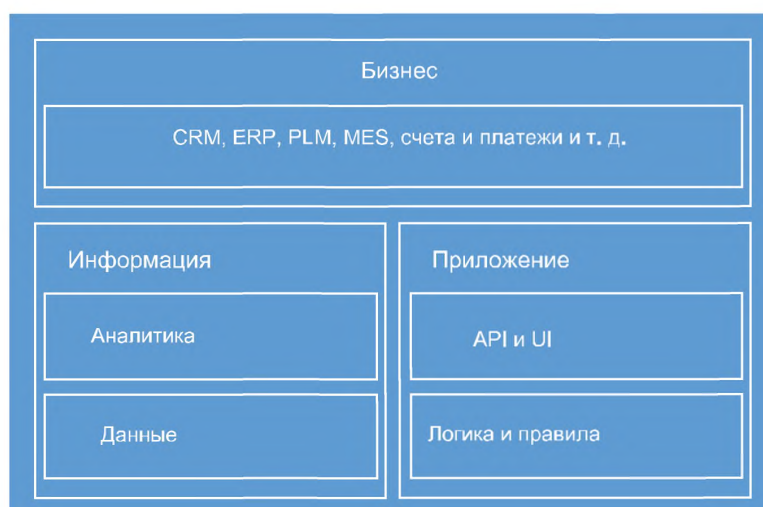 Бизнес
CRM, ERP, PLM, MES, счета и платежи и т. д.
Информация
Аналитика
Данные
Приложение
API и UI
Логика и правила